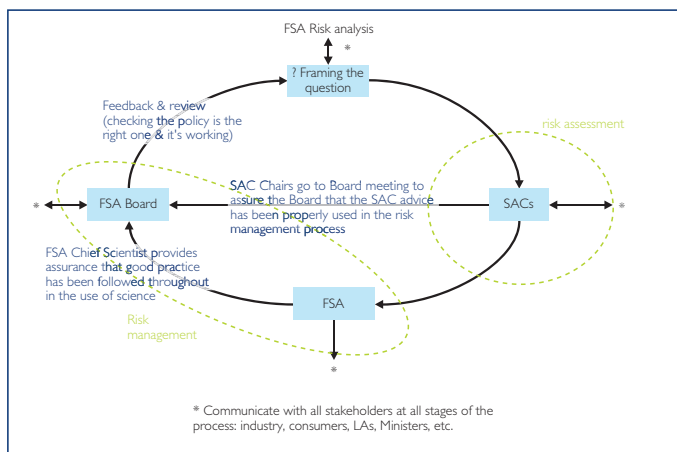 FSA Risk analysis
*
? Framing the
question
Feedback & review
(checking the policy is the
right one & it's working)
risk assessment
SAC Chairs go to Board meeting to
assure the Board that the SAC advice
has been properly used in the risk
management process
*
FSA Board
SACs
*
FSA Chief Scientist provides
assurance that good practice
has been followed throughout
in the use of science
FSA
Risk
management
*
* Communicate with all stakeholders at all stages of the
process: industry, consumers, LAs, Ministers, etc.